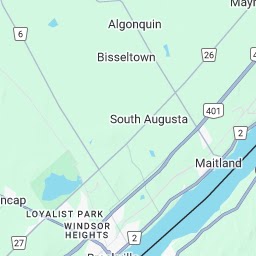 Algonquin
6
Bisseltown
26
401
South Augusta
2
Maitland
LOYALIST PARK
WINDSOR
HEIGHTS
2
27